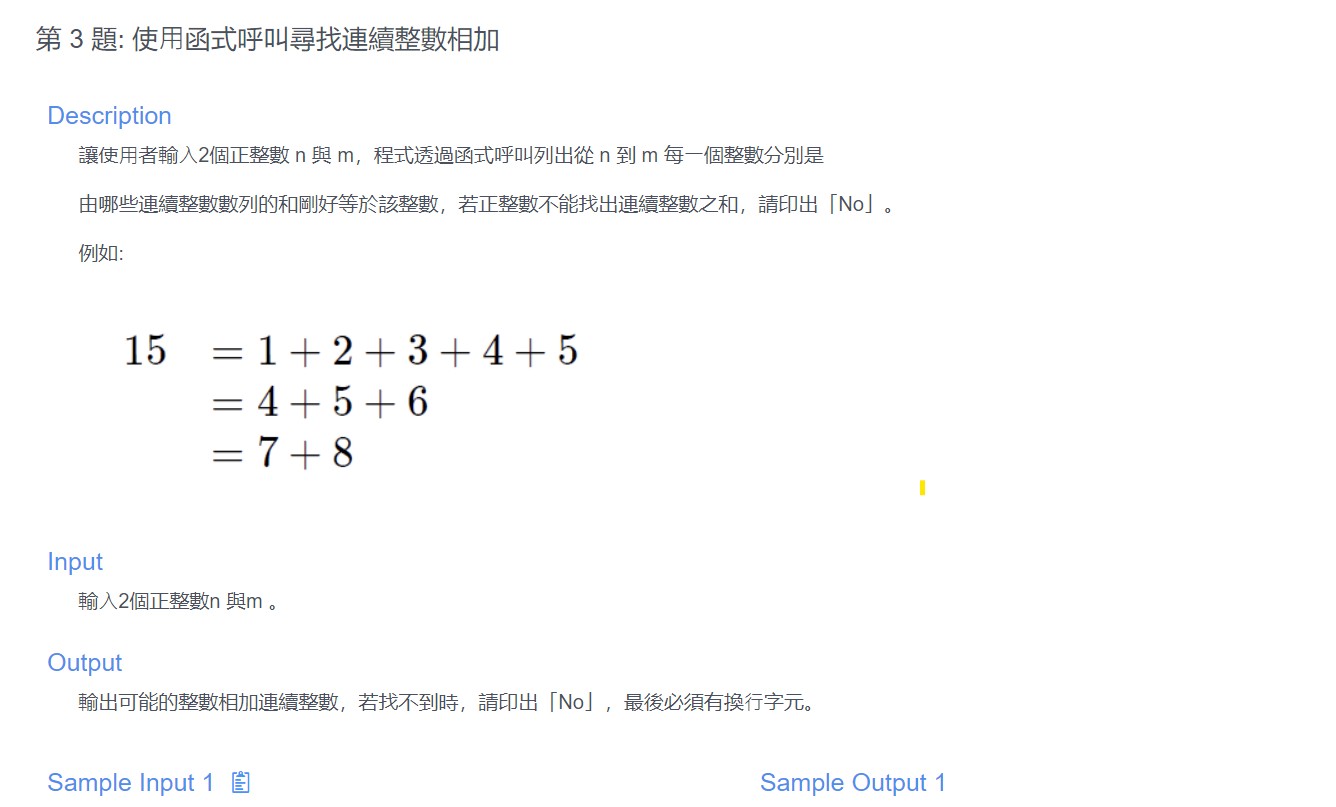 第 3 題: 使用函式呼叫尋找連續整數相加
Description
讓使用者輸入2個正整數 n 與 m，程式透過函式呼叫列出從 n 到 m 每一個整數分別是
由哪些連續整數數列的和剛好等於該整數，若正整數不能找出連續整數之和，請印出「No」。
例如:
15 = 1 + 2 + 3 + 4 + 5
= 4 + 5 + 6
= 7 + 8
Input
輸入2個正整數n 與m 。
Output
輸出可能的整數相加連續整數，若找不到時，請印出「No」，最後必須有換行字元。
Sample Input 1
Sample Output 1